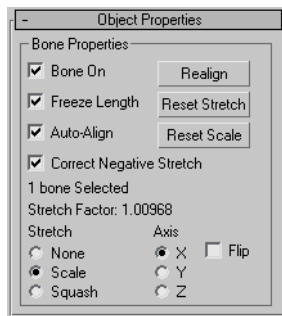 - Object Properties
Bone Properties
Bone On Realign
Freeze Length Reset Stretch
Auto-Align Reset Scale
Correct Negative Stretch
1 bone Selected
Stretch Factor: 1.00968
Stretch Axis
None X Flip
Scale Y
Squash Z